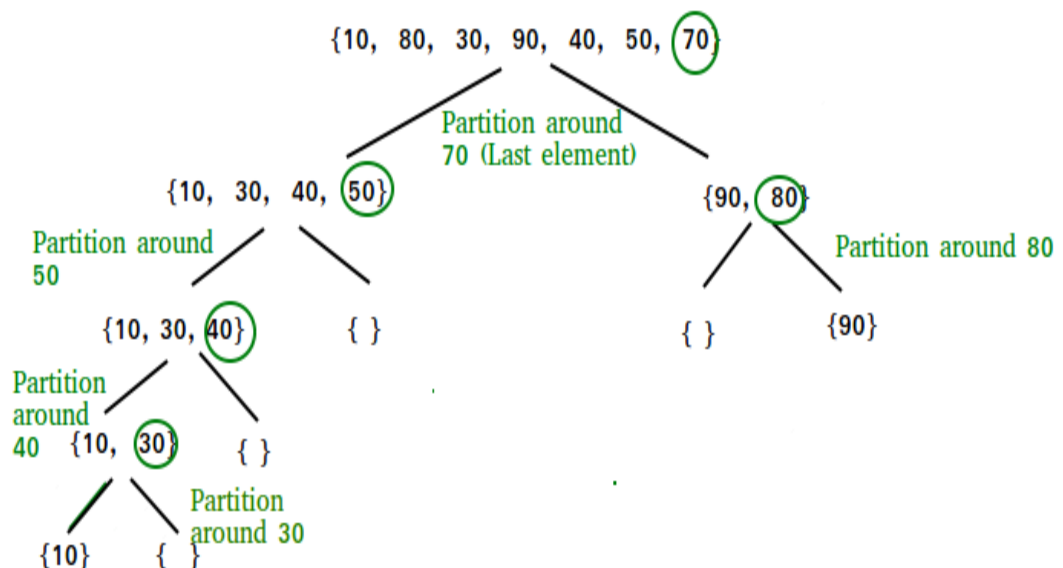 {10, 80, 30, 90, 40, 50, 70}
Partition around
70 (Last element)
{10, 30, 40, 50}
{90, 80}
Partition around
50
Partition around 80
{10, 30, 40}
{ }
{ }
{90}
Partition
around
40
{10, 30}
{ }
Partition
around 30
{10}
{ }